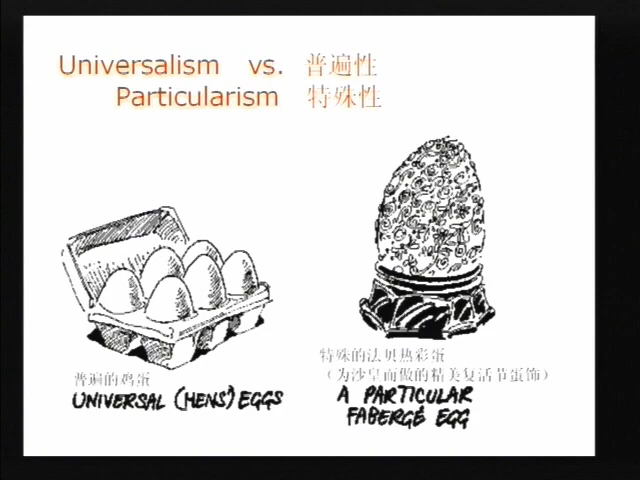 Universalism vs. 普遍性
Particularism 特殊性
普遍的鸡蛋
UNIVERSAL (HENS') EGGS
特殊的法贝热彩蛋
（为沙皇而做的精美复活节蛋饰）
A PARTICULAR
FABERGÉ EGG